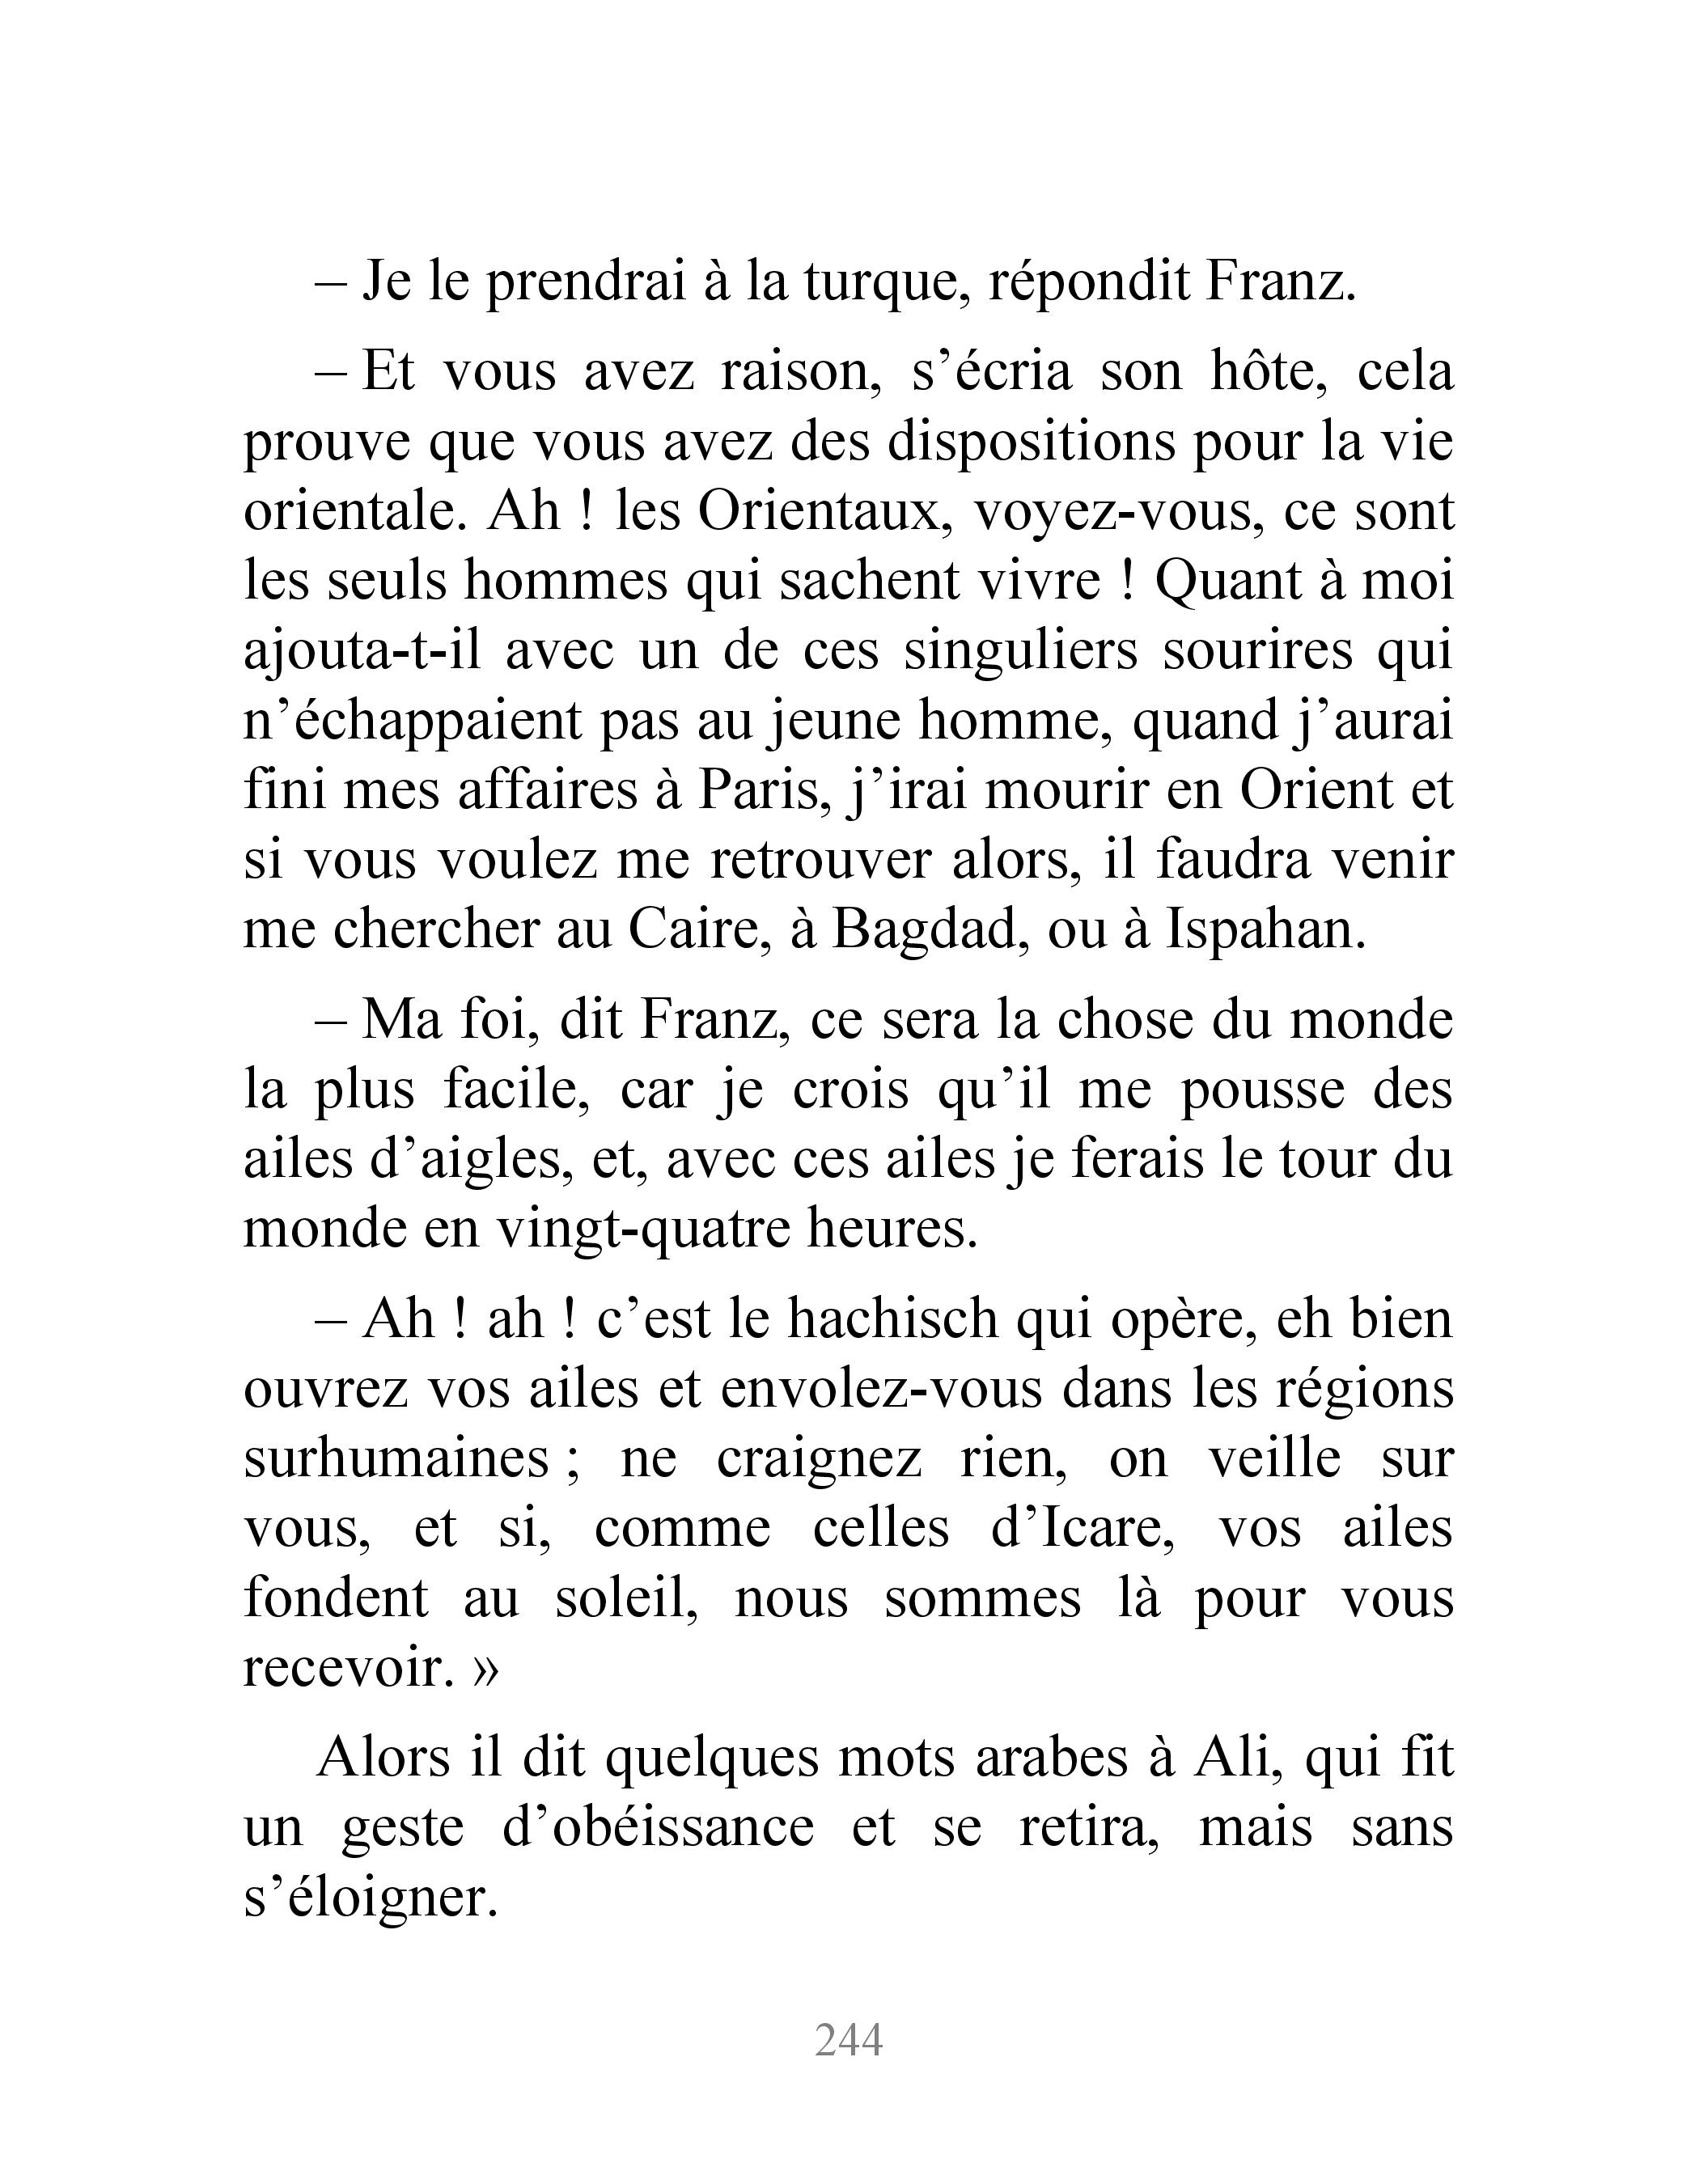 – Je le prendrai à la turque, répondit Franz.
– Et vous avez raison, s’écria son hôte, cela
prouve que vous avez des dispositions pour la vie
orientale. Ah ! les Orientaux, voyez-vous, ce sont
les seuls hommes qui sachent vivre ! Quant à moi
ajouta-t-il avec un de ces singuliers sourires qui
n’échappaient pas au jeune homme, quand j’aurai
fini mes affaires à Paris, j’irai mourir en Orient et
si vous voulez me retrouver alors, il faudra venir
me chercher au Caire, à Bagdad, ou à Ispahan.
– Ma foi, dit Franz, ce sera la chose du monde
la plus facile, car je crois qu’il me pousse des
ailes d’aigles, et, avec ces ailes je ferais le tour du
monde en vingt-quatre heures.
– Ah ! ah ! c’est le hachisch qui opère, eh bien
ouvrez vos ailes et envolez-vous dans les régions
surhumaines ; ne craignez rien, on veille sur
vous, et si, comme celles d’Icare, vos ailes
fondent au soleil, nous sommes là pour vous
recevoir. »
Alors il dit quelques mots arabes à Ali, qui fit
un geste d’obéissance et se retira, mais sans
s’éloigner.
244